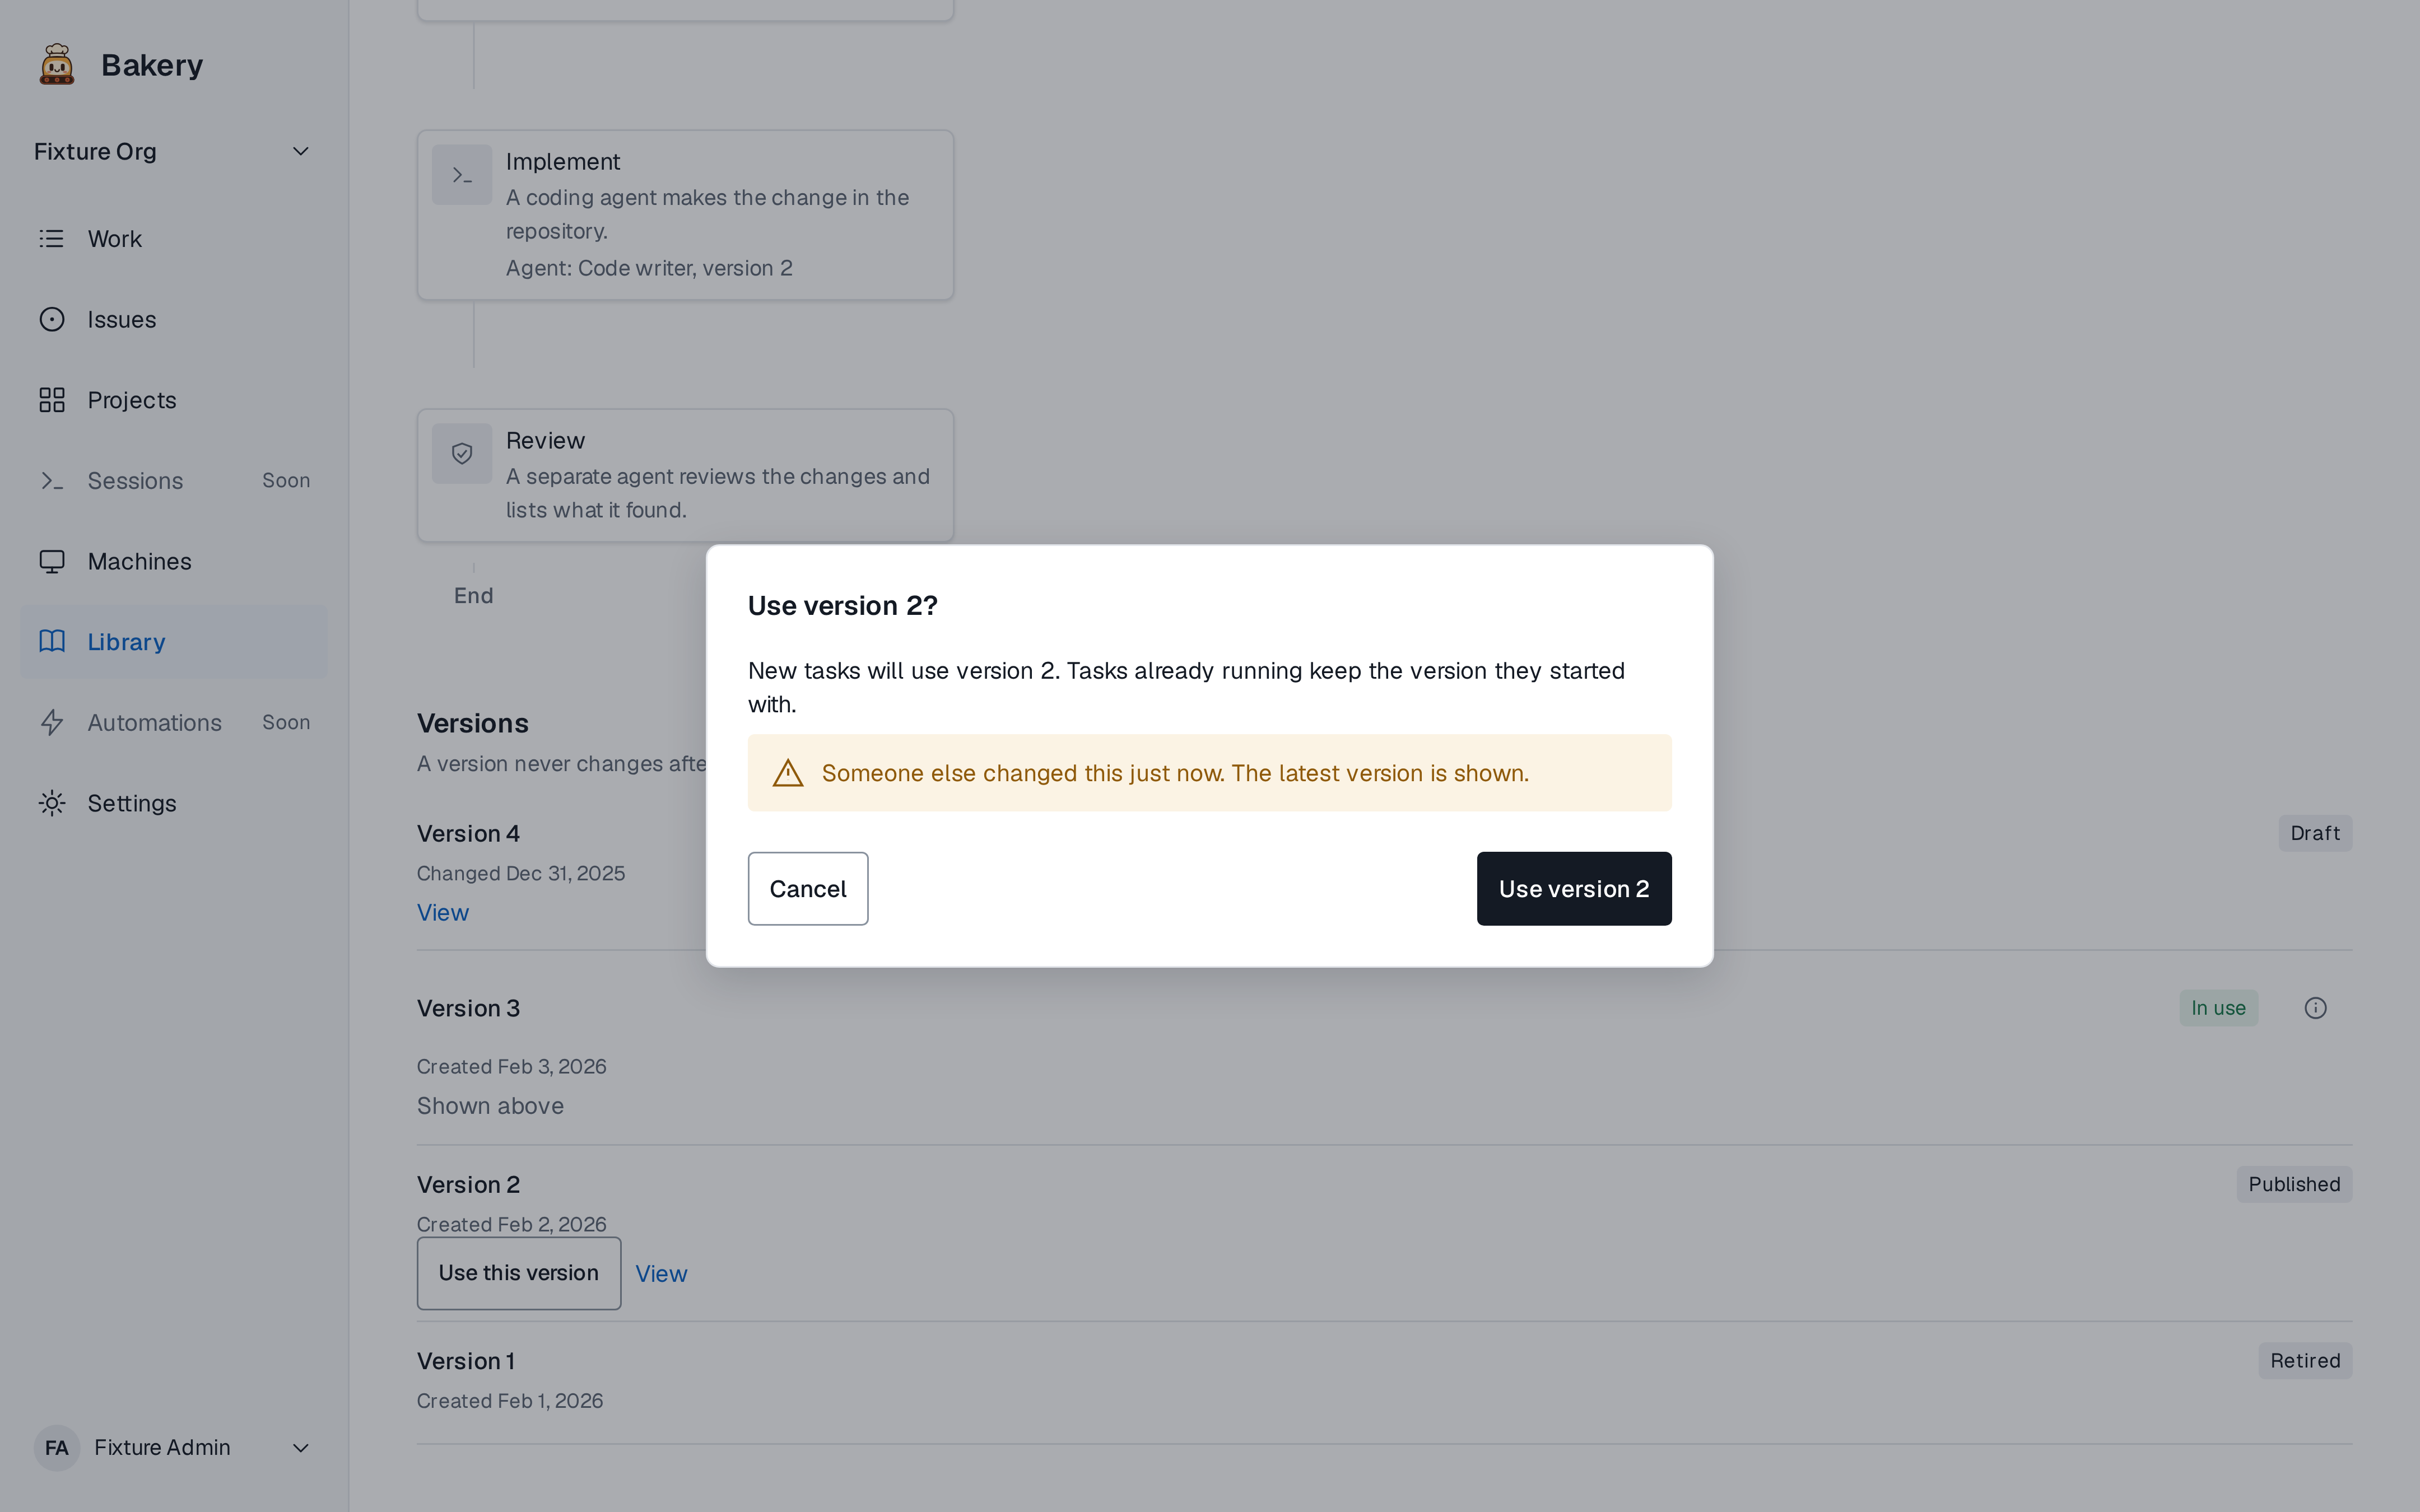 Bakery
Fixture Org
Work
Issues
Projects
Sessions Soon
Machines
Library
Automations Soon
Settings
FA Fixture Admin
Implement
A coding agent makes the change in the
repository.
Agent: Code writer, version 2
Review
A separate agent reviews the changes and
lists what it found.
End
Versions
A version never changes afte
Version 4 Draft
Changed Dec 31, 2025
View
Version 3 In use
Created Feb 3, 2026
Shown above
Version 2 Published
Created Feb 2, 2026
Use this version View
Version 1 Retired
Created Feb 1, 2026
Use version 2?
New tasks will use version 2. Tasks already running keep the version they started
with.
Someone else changed this just now. The latest version is shown.
Cancel Use version 2